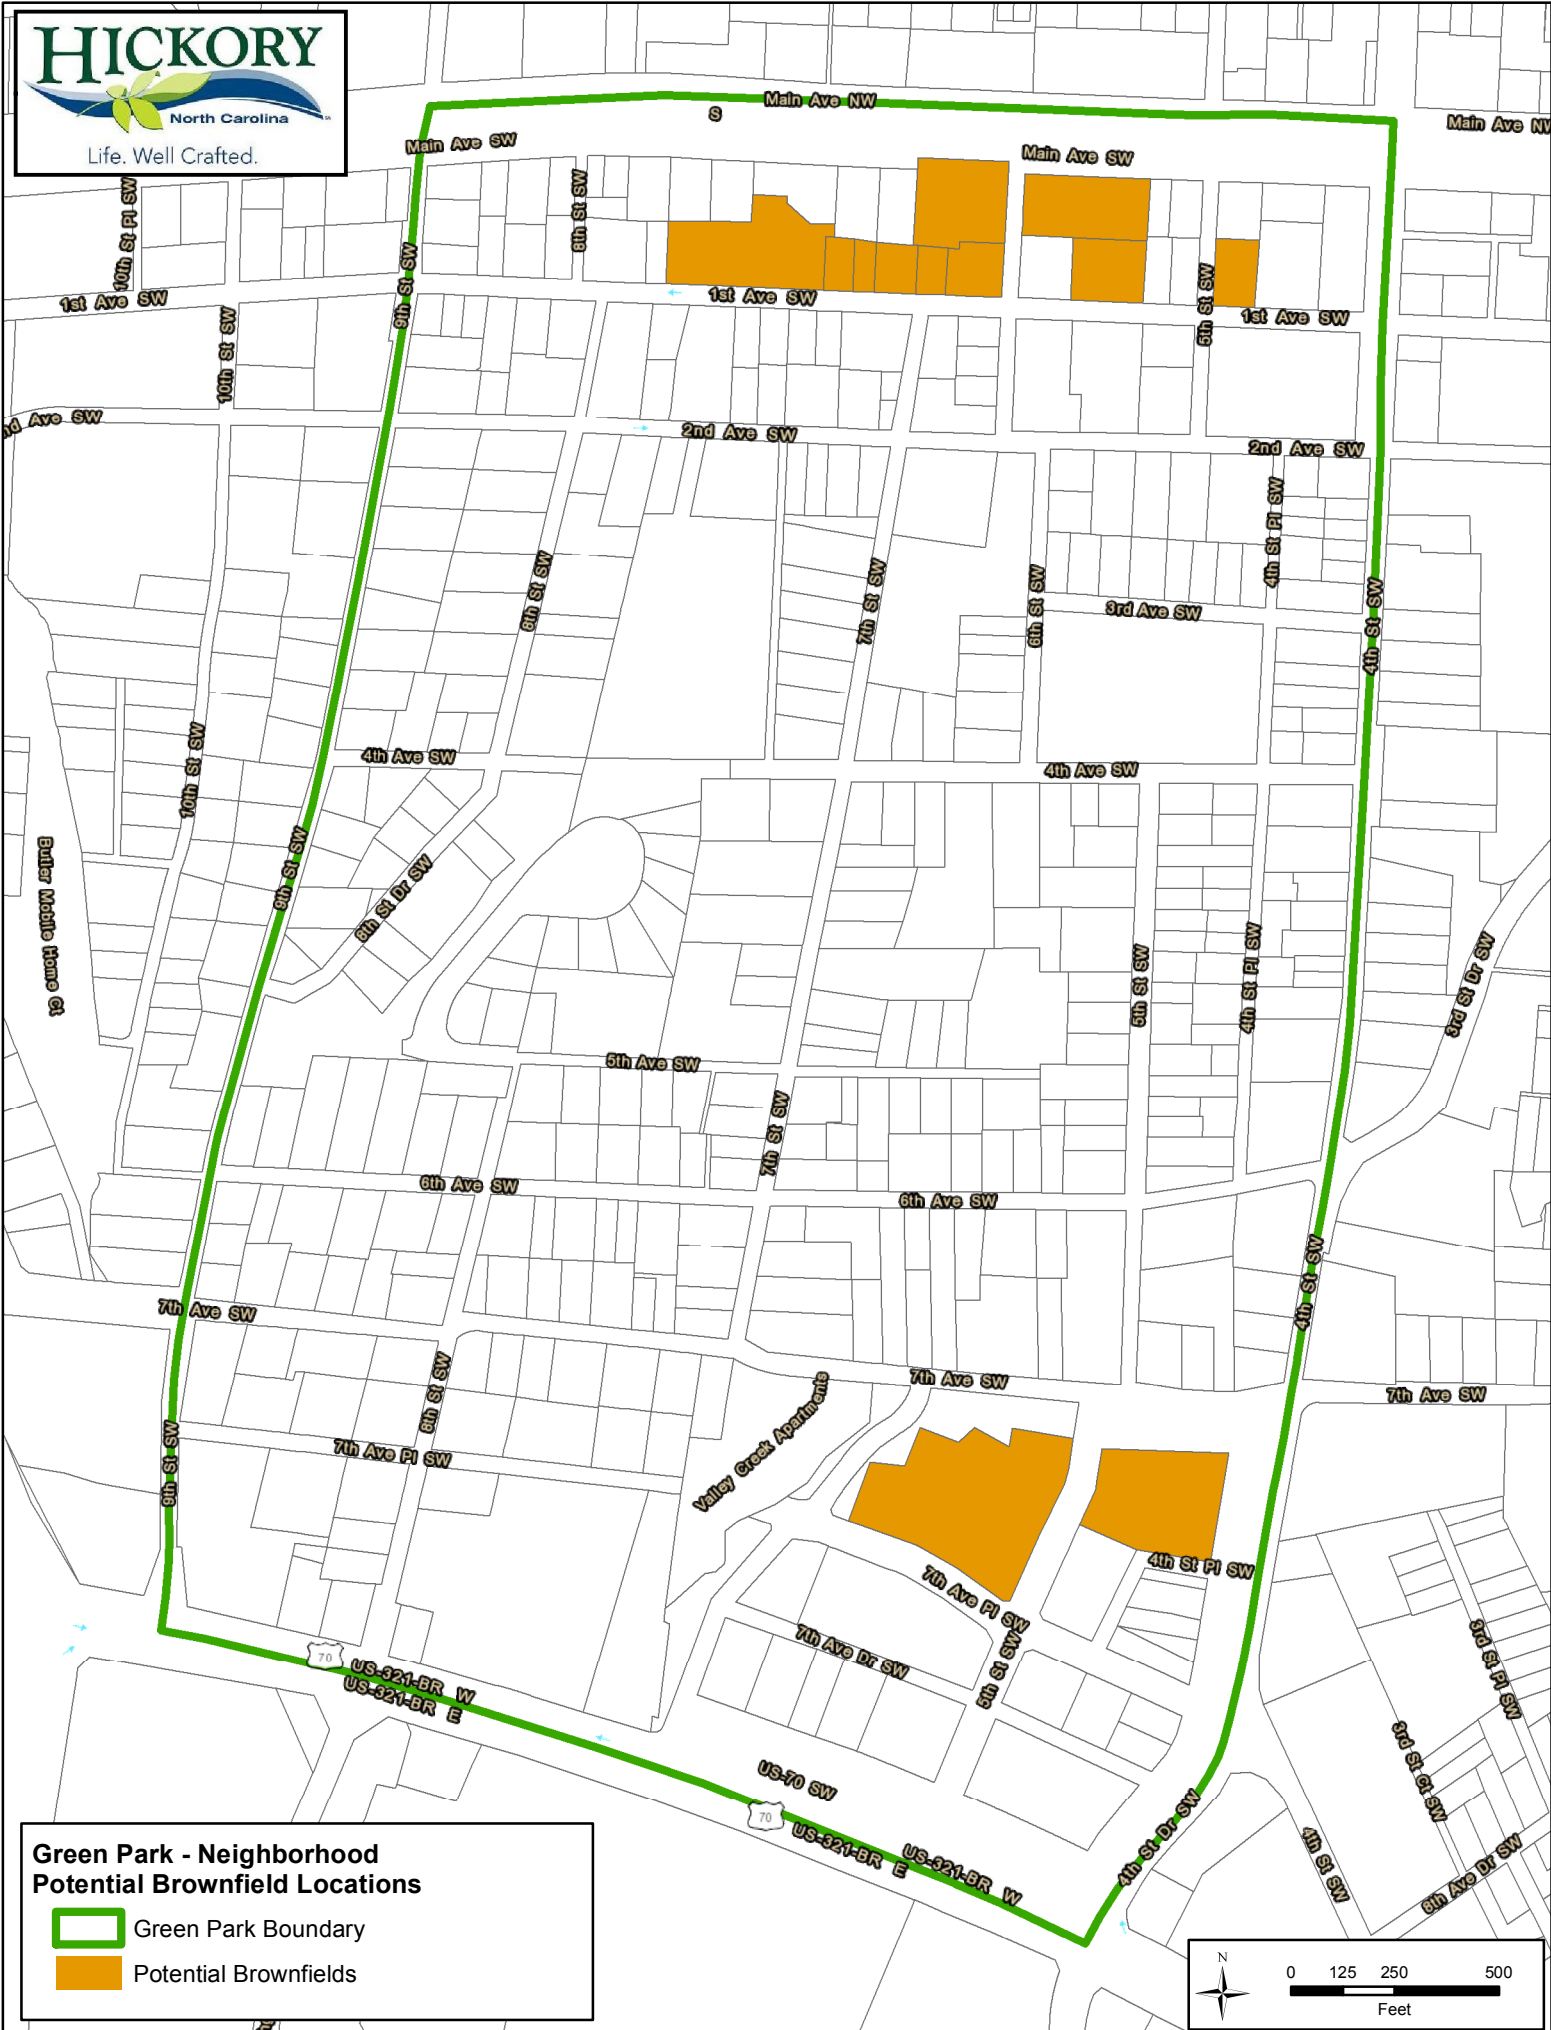 HICKORY
North Carolina
Life. Well Crafted.
Main Ave NW
S
Main Ave NW
Main Ave SW
Main Ave SW
10th St Pl SW
8th St SW
9th St SW
1st Ave SW
1st Ave SW
5th St SW
1st Ave SW
10th St SW
nd Ave SW
2nd Ave SW
2nd Ave SW
4th St Pl SW
8th St SW
7th St SW
6th St SW
3rd Ave SW
4th St SW
10th St SW
4th Ave SW
4th Ave SW
Butler Mobile Home Ct
9th St SW
8th St Dr SW
5th St SW
4th St Pl SW
3rd St Dr SW
5th Ave SW
7th St SW
6th Ave SW
6th Ave SW
4th St SW
7th Ave SW
8th St SW
7th Ave SW
7th Ave SW
9th St SW
7th Ave Pl SW
Valley Creek Apartments
4th St Pl SW
7th Ave Pl SW
7th Ave Dr SW
5th St SW
3rd St Pl SW
70
US-321-BR W
US-321-BR E
US-70 SW
70
US-321-BR E
US-321-BR W
4th St Dr SW
3rd St Ct SW
4th St SW
8th Ave Dr SW
Green Park - Neighborhood
Potential Brownfield Locations
Green Park Boundary
Potential Brownfields
N
0 125 250 500
Feet